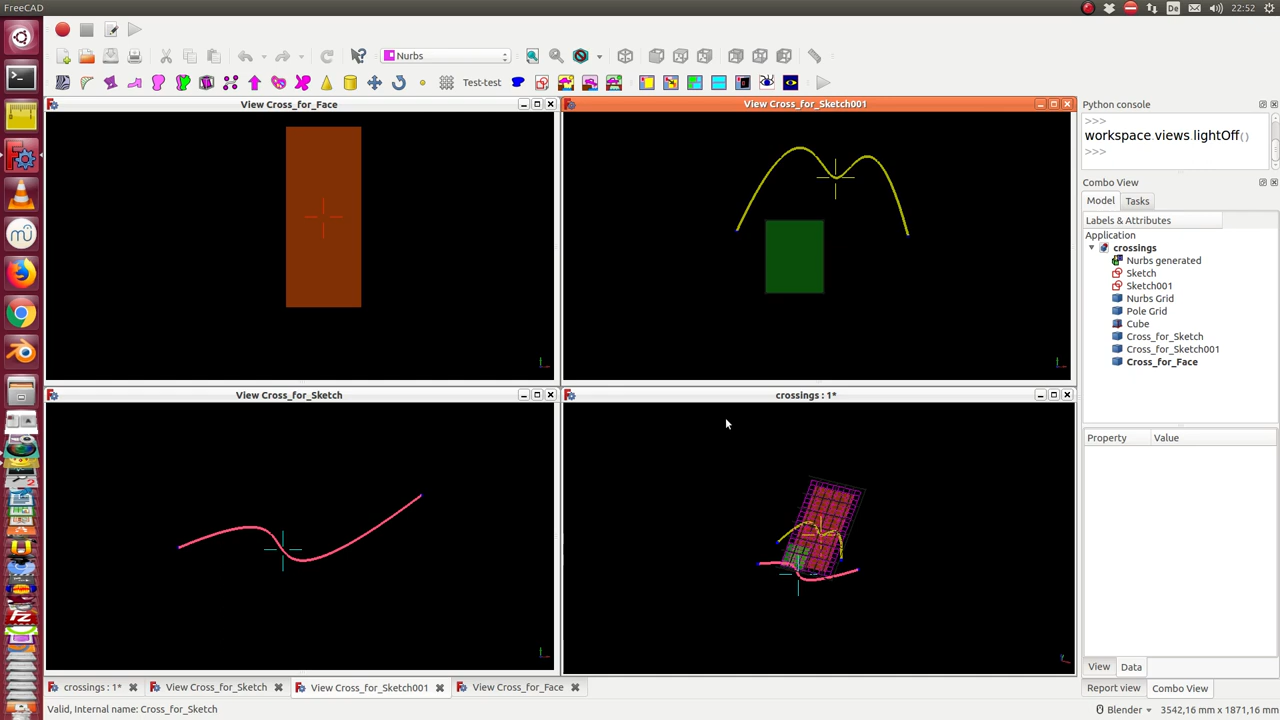 FreeCAD
De
22:52
Nurbs
Test-test
View Cross_for_Face
View Cross_for_Sketch001
Python console
>>>
workspace.views.lightOff()
>>>
Combo View
Model
Tasks
Labels & Attributes
Application
crossings
Nurbs generated
Sketch
Sketch001
Nurbs Grid
Pole Grid
Cube
Cross_for_Sketch
Cross_for_Sketch001
Cross_for_Face
View Cross_for_Sketch
crossings : 1*
Property
Value
View
Data
crossings : 1*
View Cross_for_Sketch
View Cross_for_Sketch001
View Cross_for_Face
Report view
Combo View
Valid, Internal name: Cross_for_Sketch
Blender
3542,16 mm x 1871,16 mm